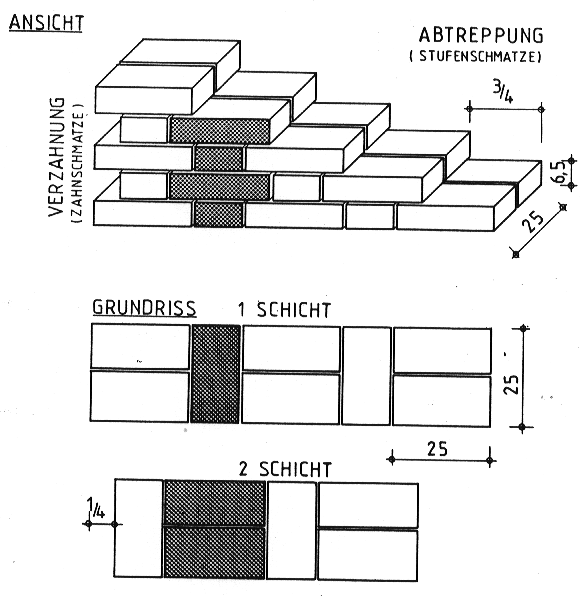 ANSICHT
ABTREPPUNG
(STUFENSCHMATZE)
VERZAHNUNG
(ZAHNSCHMATZE)
3/4
6,5
25
GRUNDRISS 1 SCHICHT
25
25
2 SCHICHT
1/4